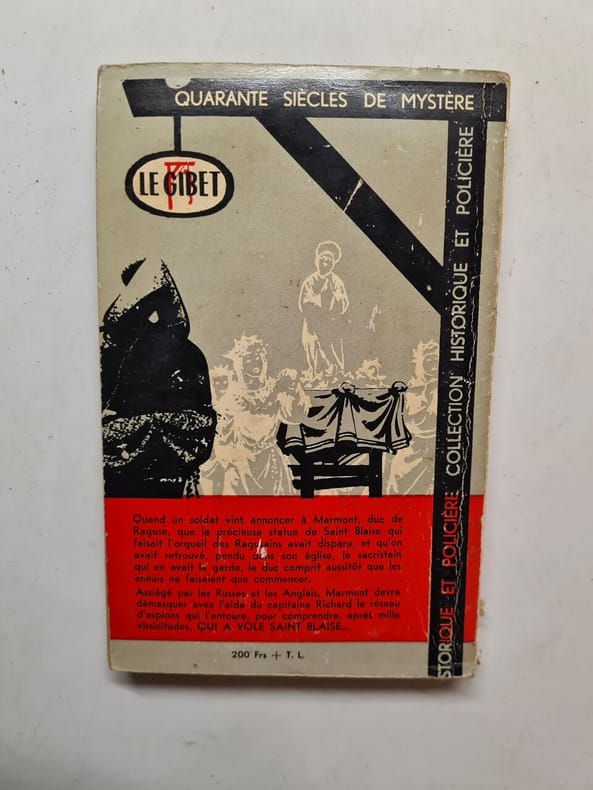 QUARANTE SIÈCLES DE MYSTÈRE
LE GIBET
STORIQUE ET POLICIÈRE COLLECTION HISTORIQUE ET POLICIÈRE
Quand un soldat vint annoncer à Marmont, duc de
Raguse, que la précieuse statue de Saint Blaise qui
faisait l'orgueil des Ragusains avait disparu, et qu'on
avait retrouvé, pendu dans son église, le sacristain
qui en avait la garde, le duc comprit aussitôt que les
ennuis ne faisaient que commencer.
Assiégé par les Russes et les Anglais, Marmont devra
démasquer avec l'aide du capitaine Richard le réseau
d'espions qui l'entoure, pour comprendre, après mille
vissicitudes. QUI A VOLE SAINT BLAISE...
200 Frs + T. L.